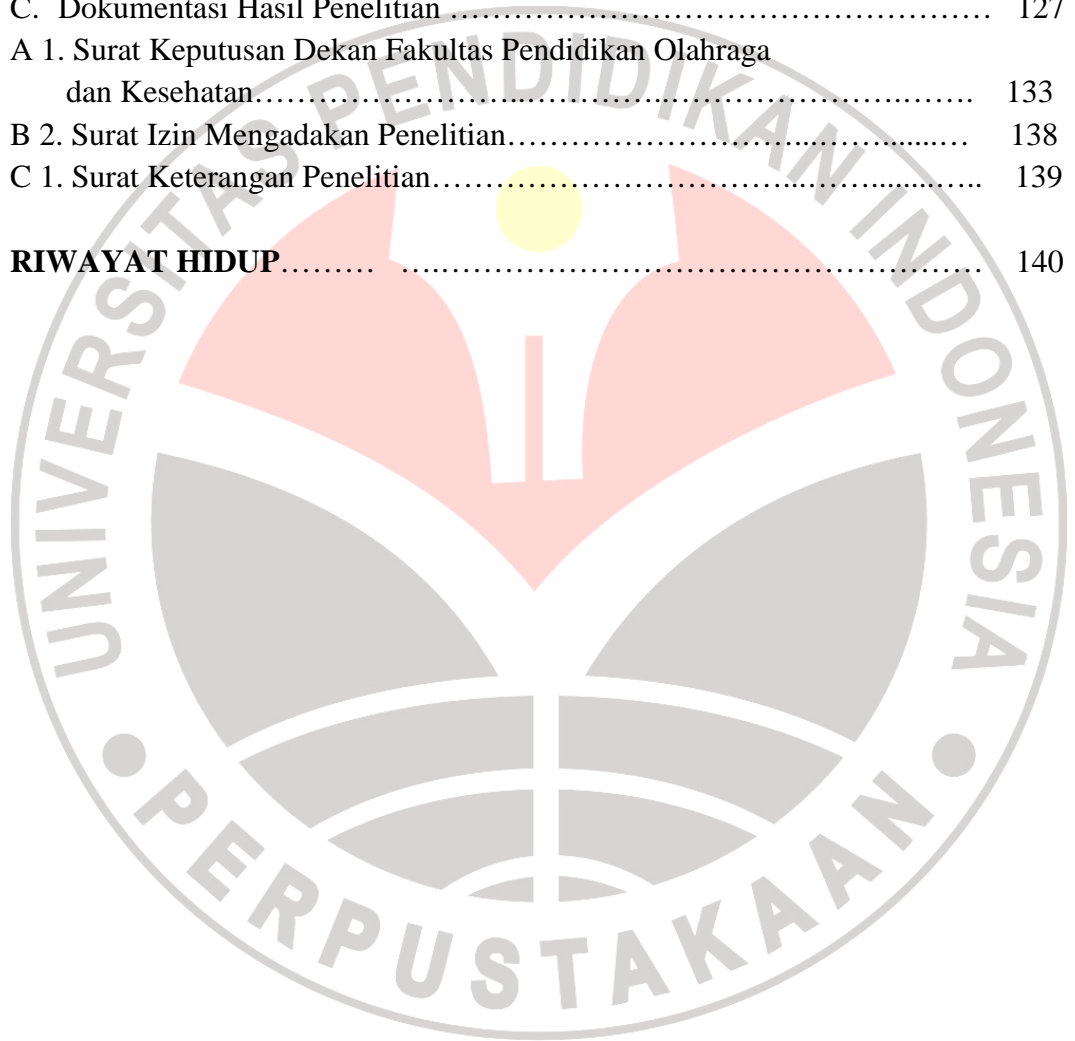 C. Dokumentasi Hasil Penelitian ……………………………………………… 127
A 1. Surat Keputusan Dekan Fakultas Pendidikan Olahraga
dan Kesehatan……………………...……………………………….……. 133
B 2. Surat Izin Mengadakan Penelitian………………………...……......… 138
C 1. Surat Keterangan Penelitian……………………………...……........….. 139
RIWAYAT HIDUP……… ….……………………………………………… 140
UNIVERSITAS PENDIDIKAN INDONESIA
PERPUSTAKAAN